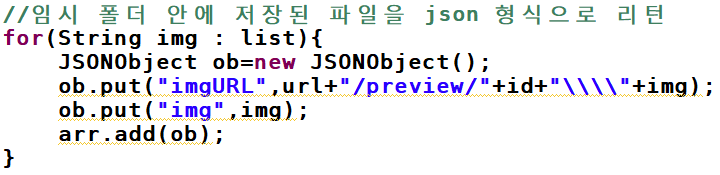 //임시 폴더 안에 저장된 파일을 json 형식으로 리턴
for(String img : list){
    JSONObject ob=new JSONObject();
    ob.put("imgURL",url+"/preview/"+id+"\\\\"+img);
    ob.put("img",img);
    arr.add(ob);
}